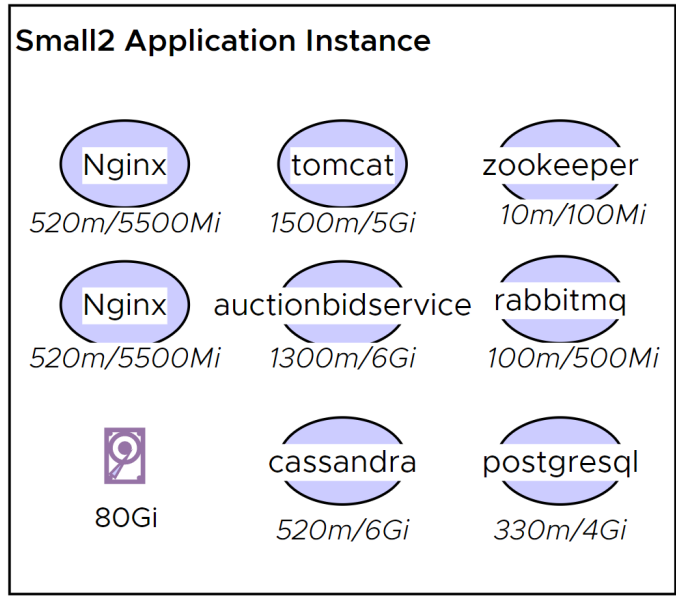 Small2 Application Instance
Nginx
tomcat
zookeeper
520m/5500Mi
1500m/5Gi
10m/100Mi
Nginx
auctionbidservice
rabbitmq
520m/5500Mi
1300m/6Gi
100m/500Mi
cassandra
postgresql
80Gi
520m/6Gi
330m/4Gi